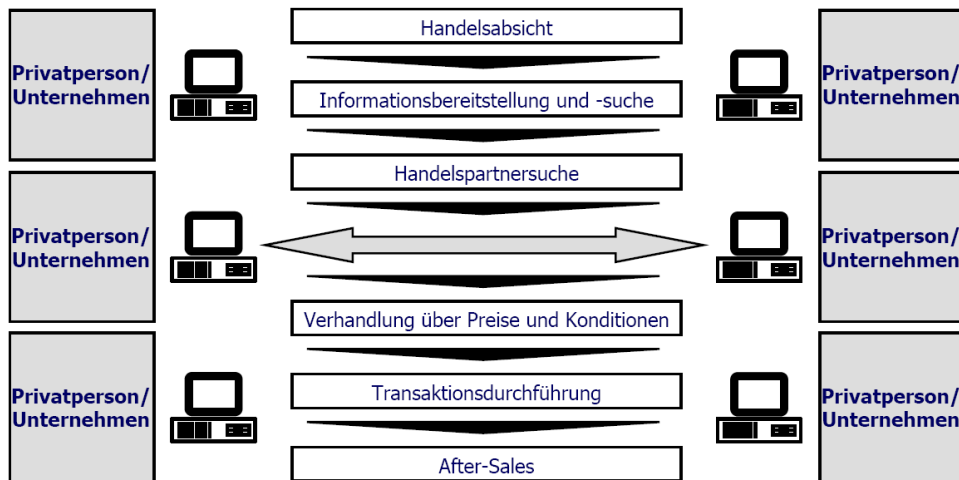 Handelsabsicht
Privatperson/
Unternehmen
Privatperson/
Unternehmen
Informationsbereitstellung und -suche
Handelspartnersuche
Privatperson/
Unternehmen
Privatperson/
Unternehmen
Verhandlung über Preise und Konditionen
Privatperson/
Unternehmen
Privatperson/
Unternehmen
Transaktionsdurchführung
After-Sales